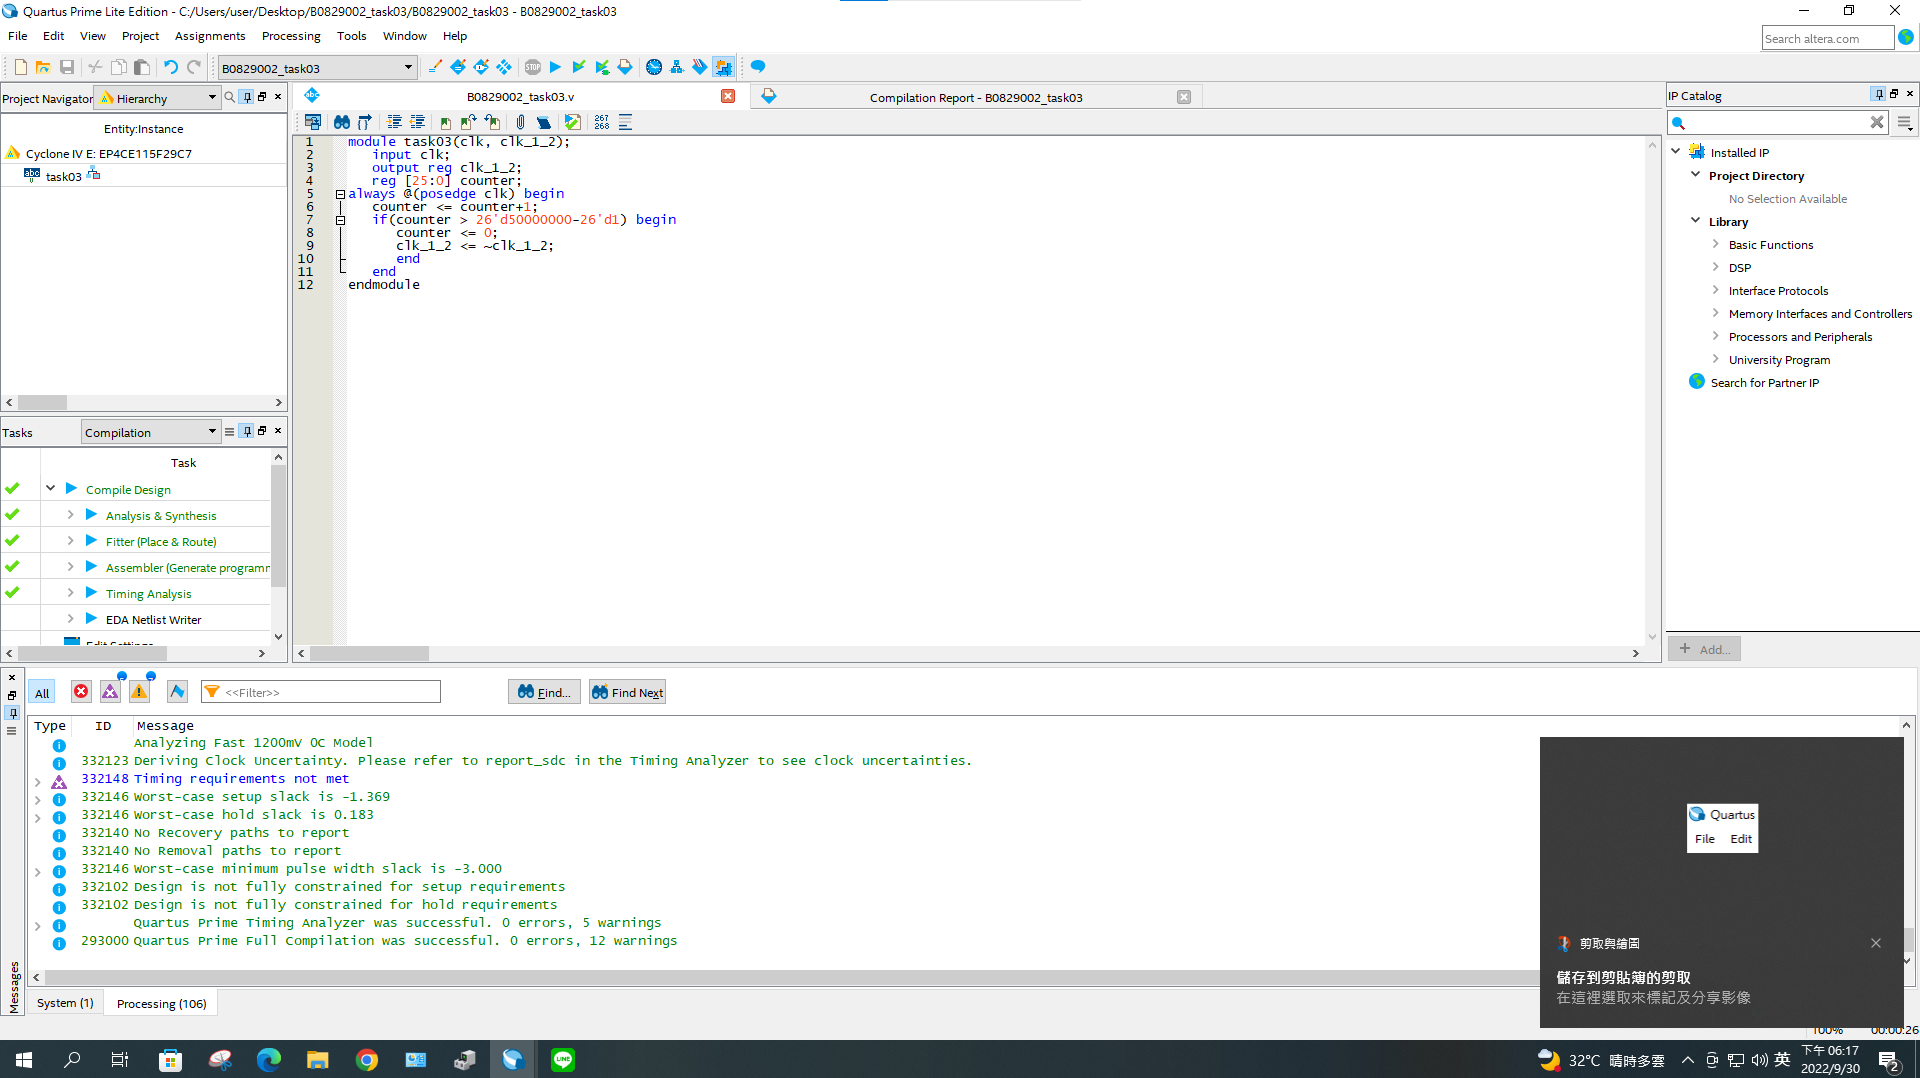 Quartus Prime Lite Edition - C:/Users/user/Desktop/B0829002_task03/B0829002_task03 - B0829002_task03
File Edit View Project Assignments Processing Tools Window Help
Search altera.com
B0829002_task03
STOP
Project Navigator Hierarchy
Entity:Instance
Cyclone IV E: EP4CE115F29C7
abc task03
Tasks Compilation
Task
Compile Design
Analysis & Synthesis
Fitter (Place & Route)
Assembler (Generate programm
Timing Analysis
EDA Netlist Writer
Edit Settings
abc B0829002_task03.v
Compilation Report - B0829002_task03
267
268
1 module task03(clk, clk_1_2);
2 input clk;
3 output reg clk_1_2;
4 reg [25:0] counter;
5 always @(posedge clk) begin
6 counter <= counter+1;
7 if(counter > 26'd50000000-26'd1) begin
8 counter <= 0;
9 clk_1_2 <= ~clk_1_2;
10 end
11 end
12 endmodule
IP Catalog
Installed IP
Project Directory
No Selection Available
Library
Basic Functions
DSP
Interface Protocols
Memory Interfaces and Controllers
Processors and Peripherals
University Program
Search for Partner IP
+ Add...
All <<Filter>> Find... Find Next
Type ID Message
Analyzing Fast 1200mV 0C Model
332123 Deriving Clock Uncertainty. Please refer to report_sdc in the Timing Analyzer to see clock uncertainties.
332148 Timing requirements not met
332146 Worst-case setup slack is -1.369
332146 Worst-case hold slack is 0.183
332140 No Recovery paths to report
332140 No Removal paths to report
332146 Worst-case minimum pulse width slack is -3.000
332102 Design is not fully constrained for setup requirements
332102 Design is not fully constrained for hold requirements
Quartus Prime Timing Analyzer was successful. 0 errors, 5 warnings
293000 Quartus Prime Full Compilation was successful. 0 errors, 12 warnings
Messages
System (1) Processing (106)
Quartus
File Edit
剪取與繪圖
儲存到剪貼簿的剪取
在這裡選取來標記及分享影像
100% 00:00:26
LINE
32°C 晴時多雲
英
下午 06:17
2022/9/30
2